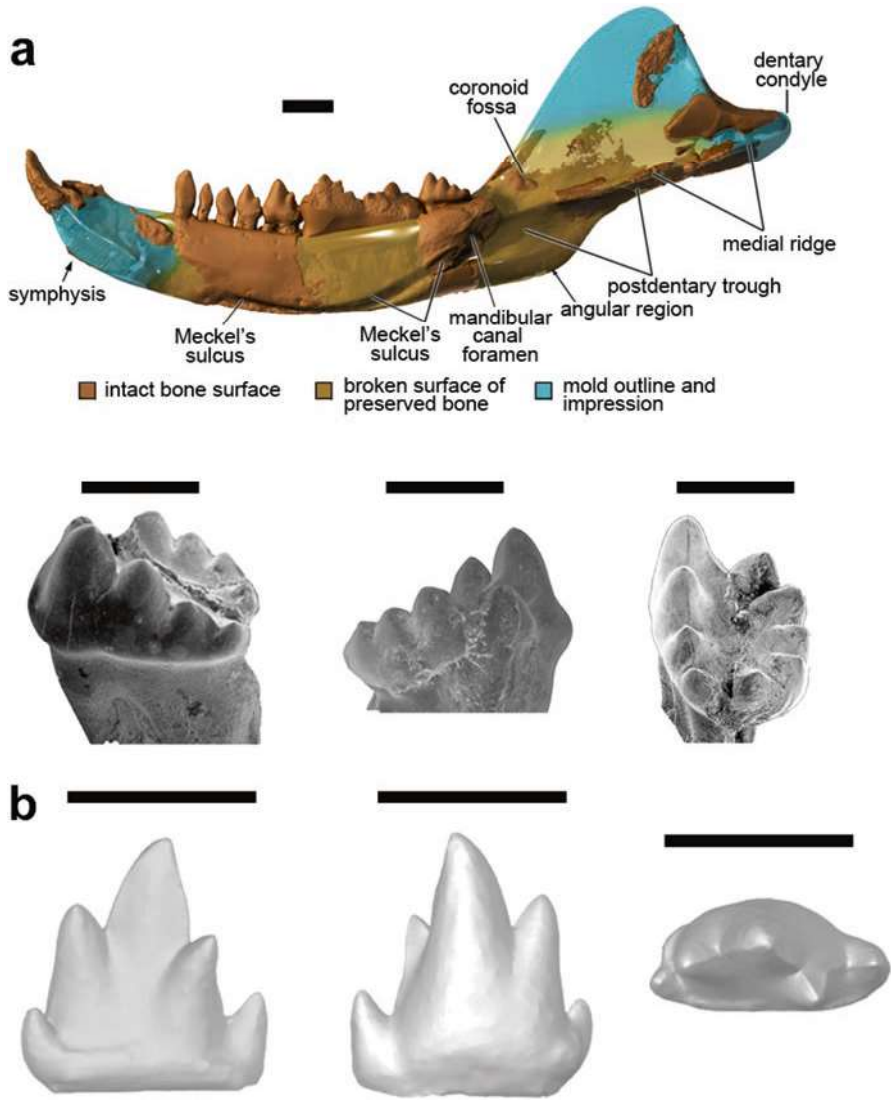 a
coronoid
fossa
dentary
condyle
symphysis
Meckel's
sulcus
Meckel's
sulcus
mandibular
canal
foramen
angular region
postdentary trough
medial ridge
intact bone surface
broken surface of
preserved bone
mold outline and
impression
b